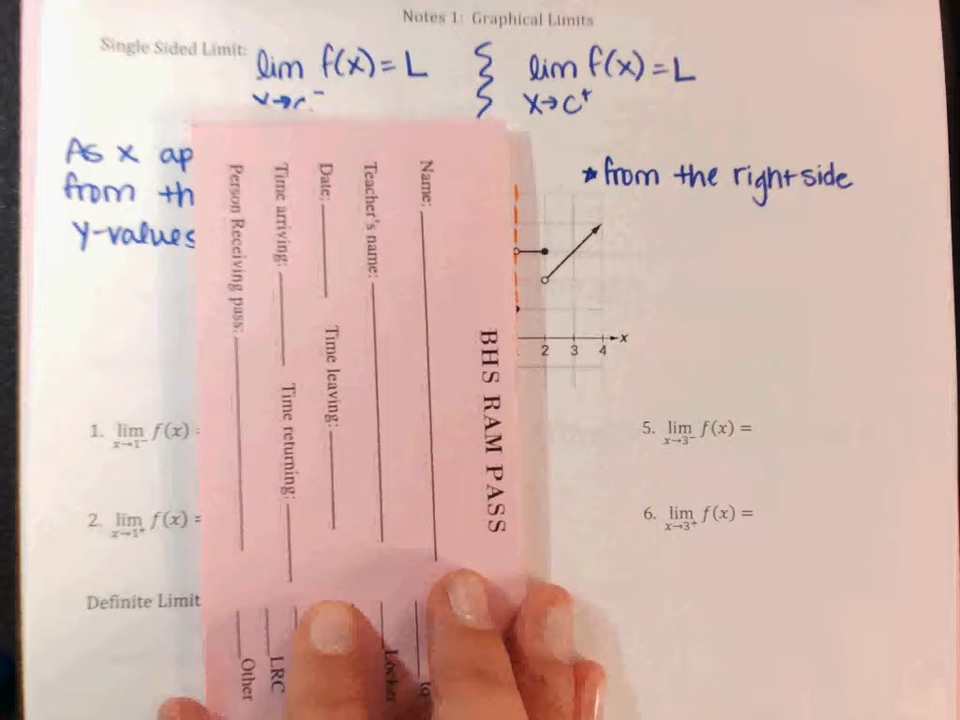 Notes 1: Graphical Limits
Single Sided Limit: lim f(x) = L lim f(x) = L
x→c⁻ x→c⁺
As x ap
from th
y-values
* from the right side
2 3 4 x
1. lim f(x) =
x→1⁻
2. lim f(x) =
x→1⁺
5. lim f(x) =
x→3⁻
6. lim f(x) =
x→3⁺
Definite Limit
BHS RAM PASS
Name: to
Teacher's name: Locker
Date: Time leaving:
Time arriving: Time returning: LRC
Person Receiving pass: Other